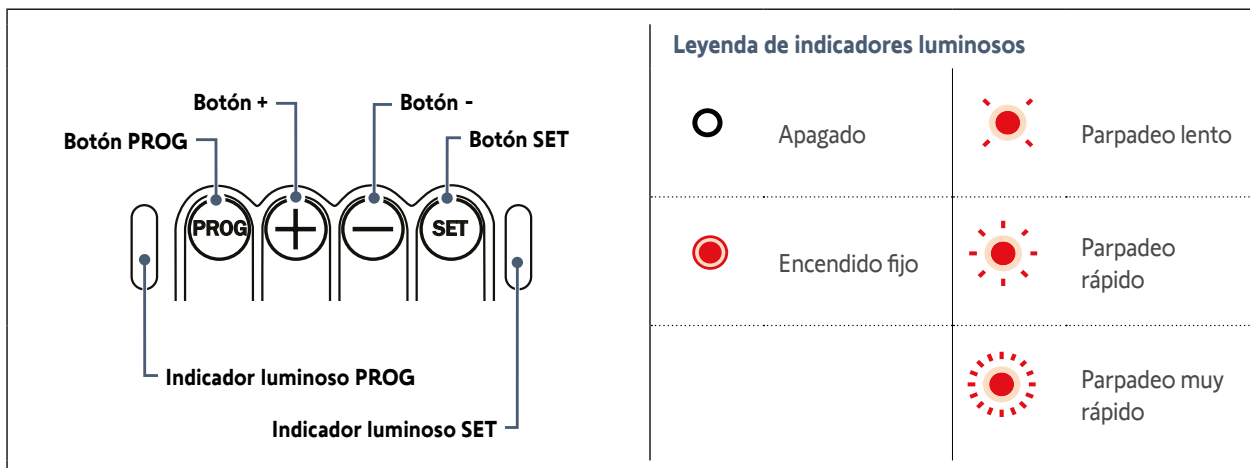 Botón +
Botón -
Botón PROG
Botón SET
PROG
SET
Indicador luminoso PROG
Indicador luminoso SET
Leyenda de indicadores luminosos
Apagado
Parpadeo lento
Encendido fijo
Parpadeo
rápido
Parpadeo muy
rápido